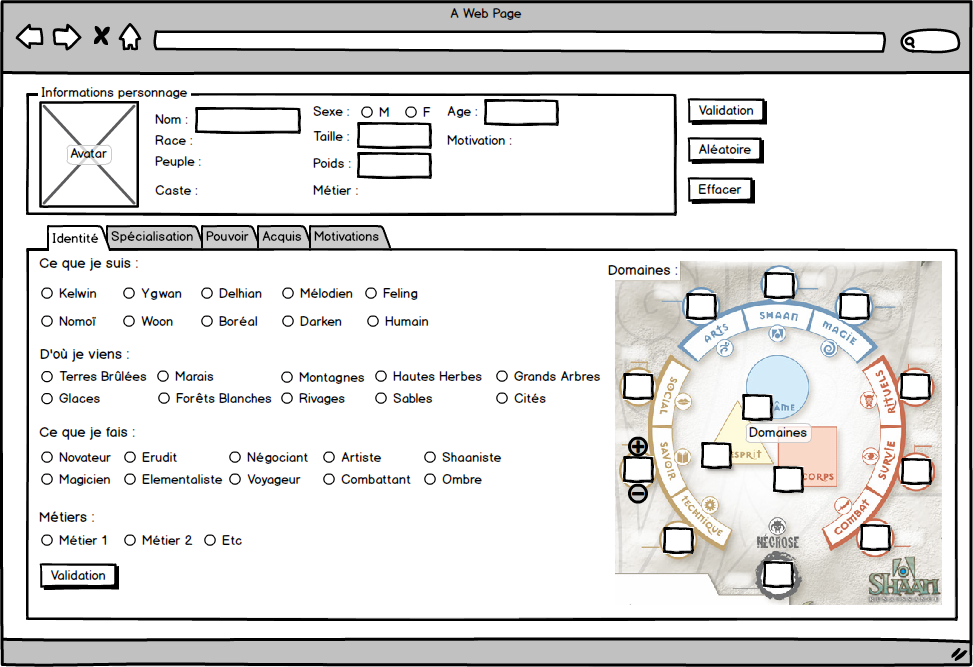 A Web Page
Informations personnage
Avatar
Nom :
Race :
Peuple :
Caste :
Sexe : M F
Taille :
Poids :
Métier :
Age :
Motivation :
Validation
Aléatoire
Effacer
Identité Spécialisation Pouvoir Acquis Motivations
Ce que je suis :
Kelwin Ygwan Delhian Mélodien Feling
Nomoï Woon Boréal Darken Humain
D'où je viens :
Terres Brûlées Marais Montagnes Hautes Herbes Grands Arbres
Glaces Forêts Blanches Rivages Sables Cités
Ce que je fais :
Novateur Erudit Négociant Artiste Shaaniste
Magicien Elementaliste Voyageur Combattant Ombre
Métiers :
Métier 1 Métier 2 Etc
Validation
Domaines :
ARTS
SHAAN
MAGIE
SOCIAL
RITUELS
ÂME
Domaines
ESPRIT
CORPS
SAVOIR
SURVIE
TECHNIQUE
COMBAT
NÉCROSE
SHAAN
RENAISSANCE